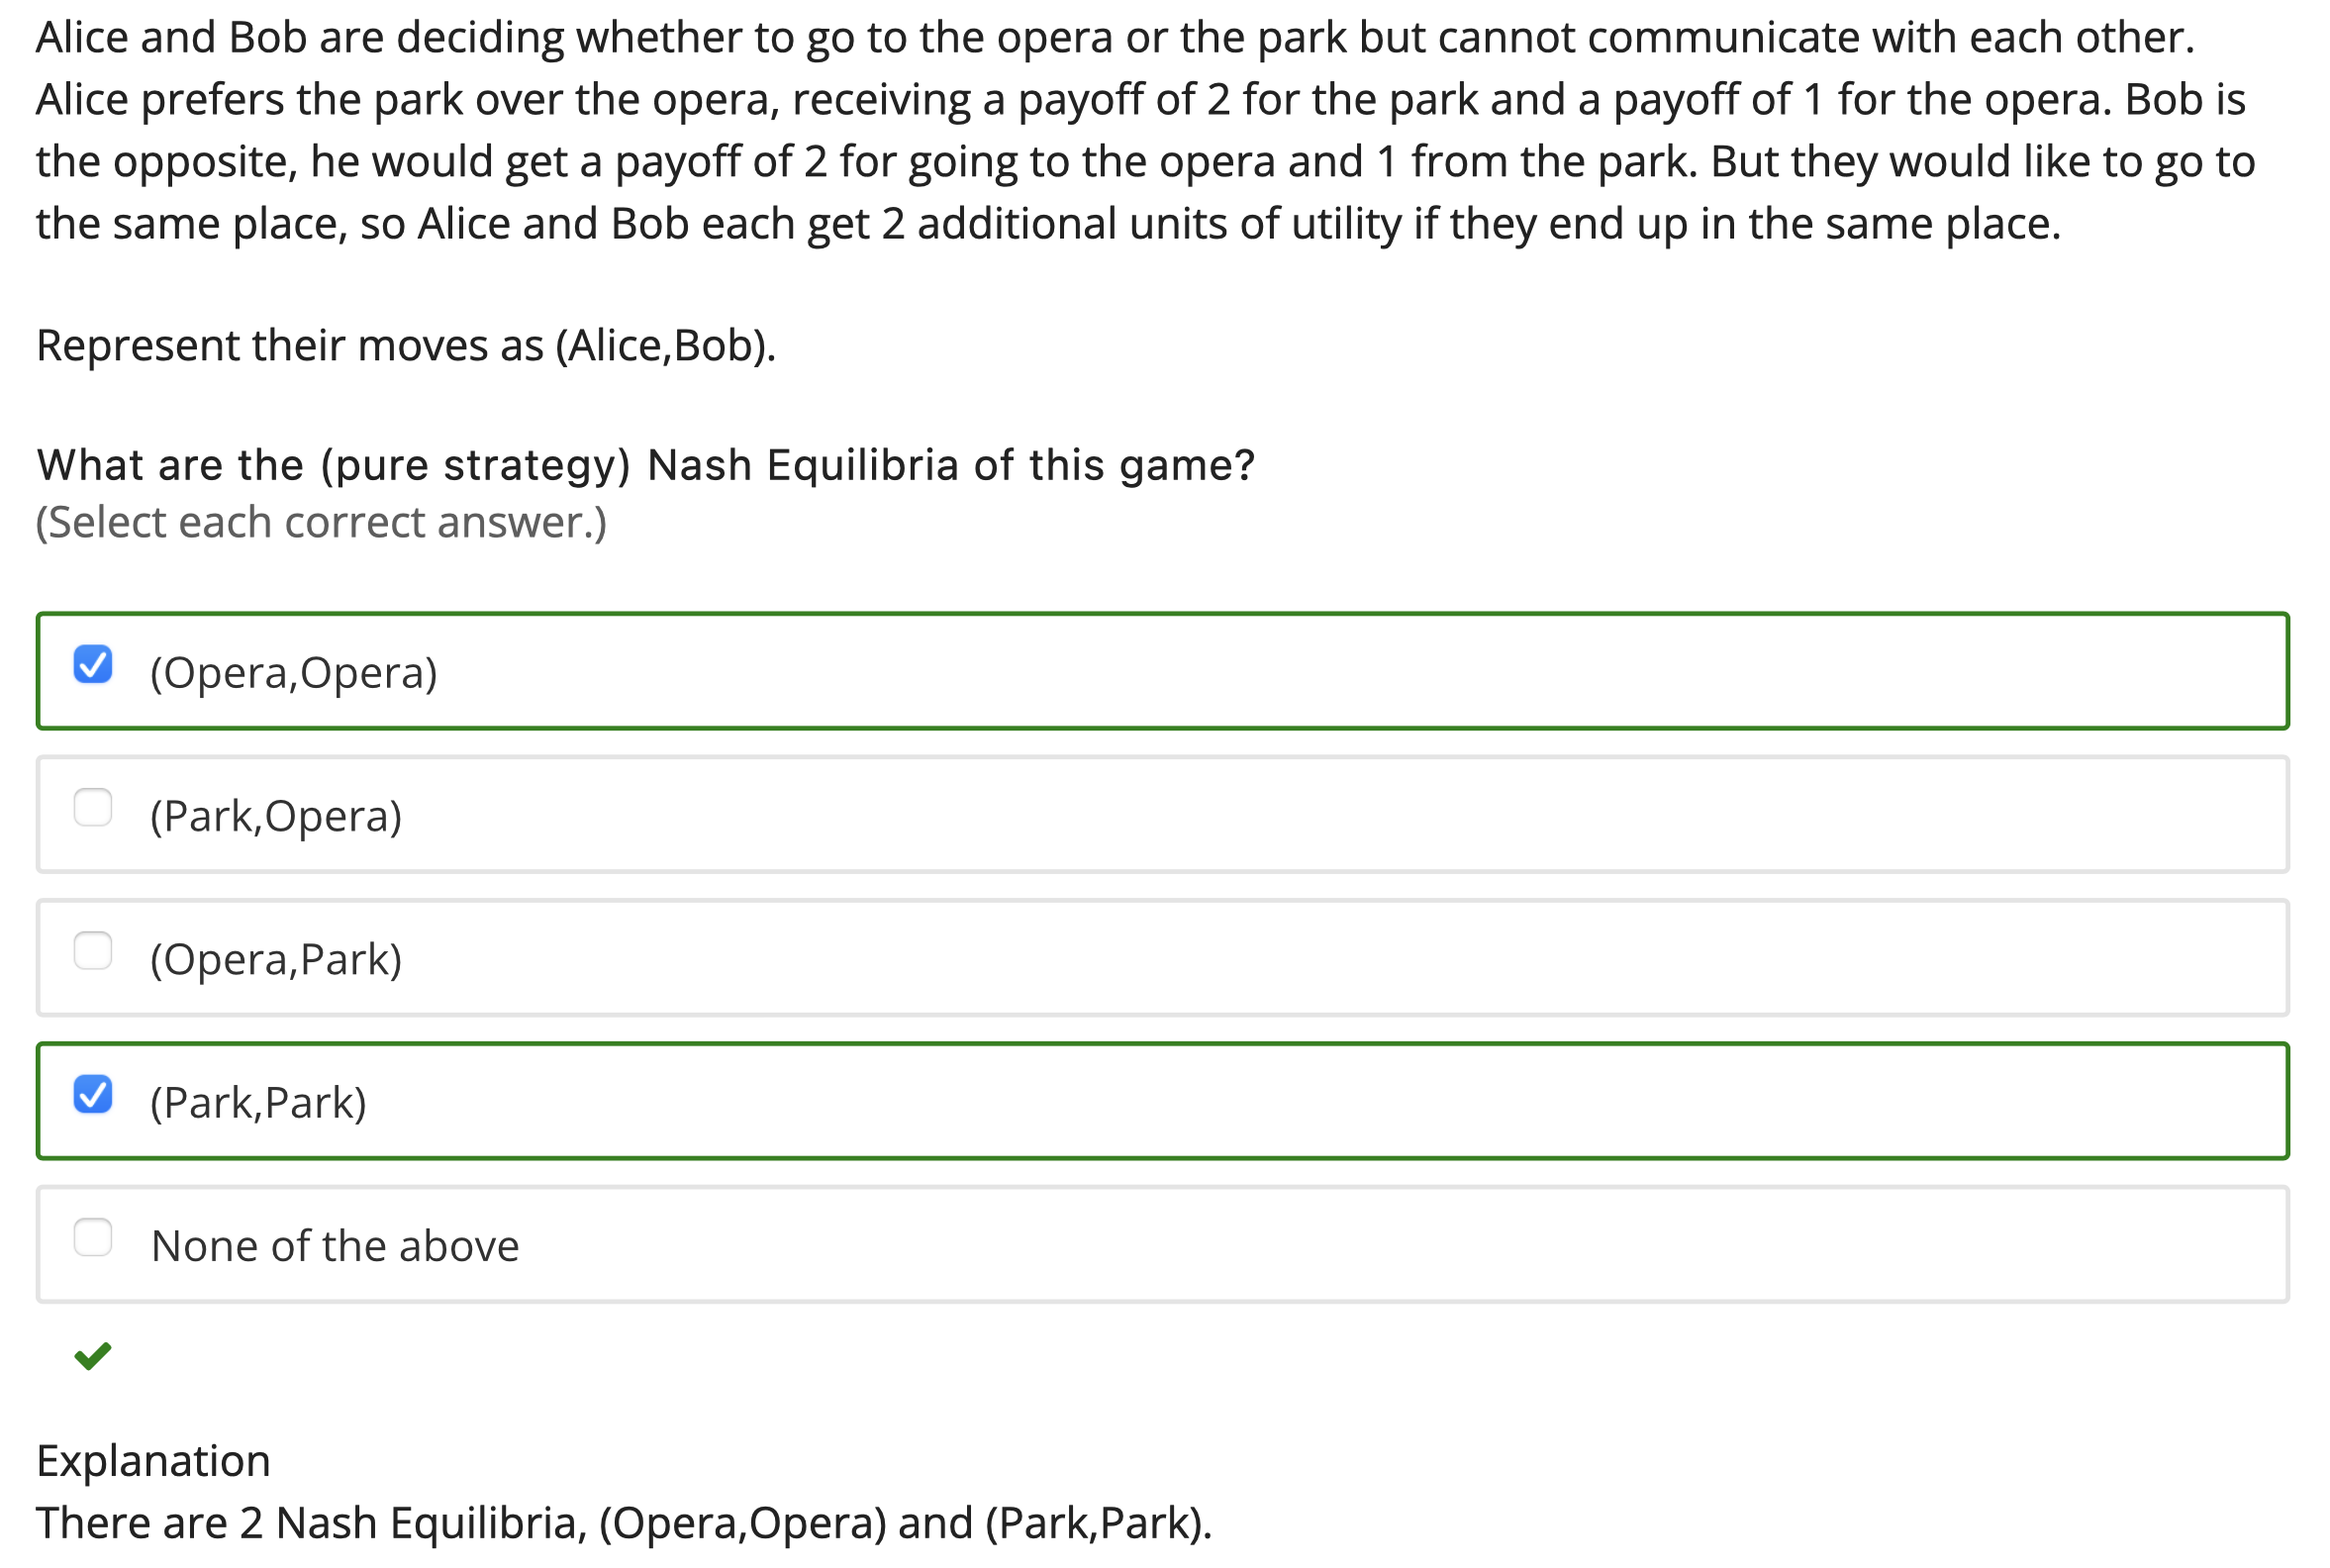 Alice and Bob are deciding whether to go to the opera or the park but cannot communicate with each other.
Alice prefers the park over the opera, receiving a payoff of 2 for the park and a payoff of 1 for the opera. Bob is
the opposite, he would get a payoff of 2 for going to the opera and 1 from the park. But they would like to go to
the same place, so Alice and Bob each get 2 additional units of utility if they end up in the same place.
Represent their moves as (Alice,Bob).
What are the (pure strategy) Nash Equilibria of this game?
(Select each correct answer.)
(Opera,Opera)
(Park,Opera)
(Opera,Park)
(Park,Park)
None of the above
Explanation
There are 2 Nash Equilibria, (Opera,Opera) and (Park,Park).